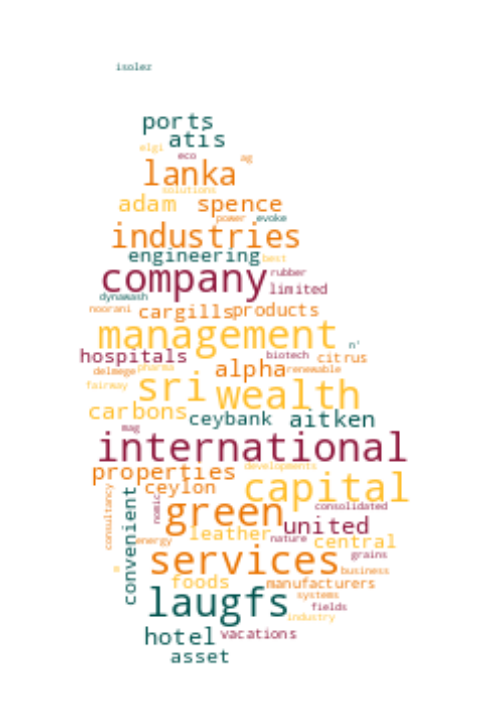 isolez
ports
atis
elgi
eco ag
lanka
solutions
adam spence
power evoke
industries
engineering best
company rubber
limited
dynawash
noorani cargills products
management n'
hospitals biotech citrus
delmege pharma alpha renewable
fairway sri wealth
carbons ceybank aitken
mag
international
properties developments
consultancy ceylon capital
convenient nomic green consolidated
united
energy leather nature central
services grains
e business
foods manufacturers
systems
laugfs fields
industry
hotel vacations
asset